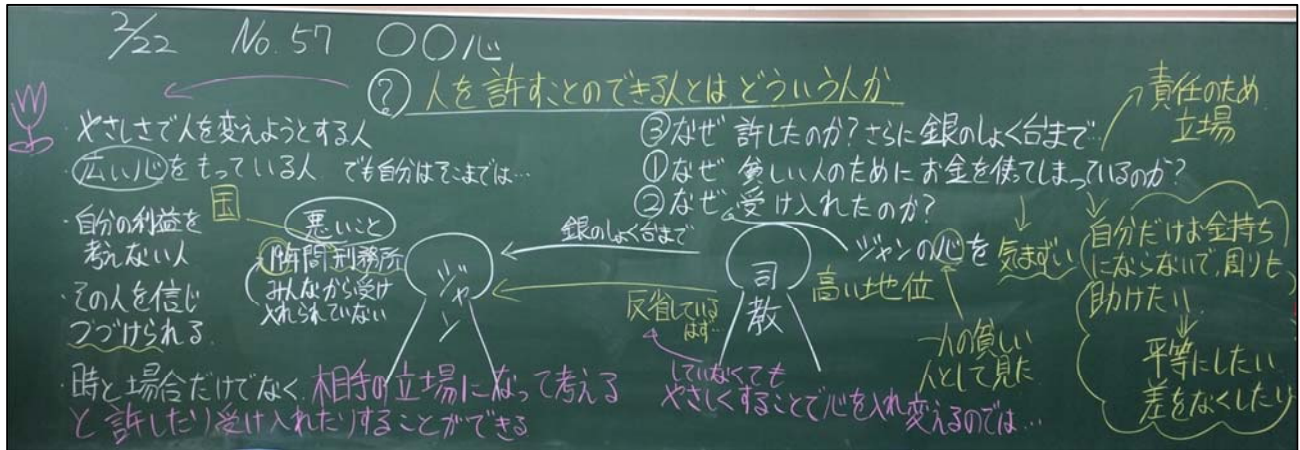 2/22 No.57 ○○心
? 人を許すことのできる人とは どういう人か
・やさしさで人を変えようとする人
・広い心をもっている人 でも自分はそこまでは…
・自分の利益を
考えない人
・その人を信じ
つづけられる
・時と場合だけでなく 相手の立場になって考える
と 許したり受け入れたりすることができる
国
悪いこと
年間刑務所
みんなから受け
入れられていない
ジャン
銀のしょく台まで
反省している
はず…
していなくても
やさしくすることで心を入れ変えるのでは…
司教
③なぜ 許したのか?さらに銀のしょく台まで…
①なぜ 貧しい人のためにお金を使ってしまっているのか?
②なぜ 受け入れたのか?
ジャンの心を
高い地位
一人の貧しい
人として見た
気まずい
責任のため
立場
自分だけお金持ち
にならないで、周りも
助けたい
平等にしたい
差をなくしたい